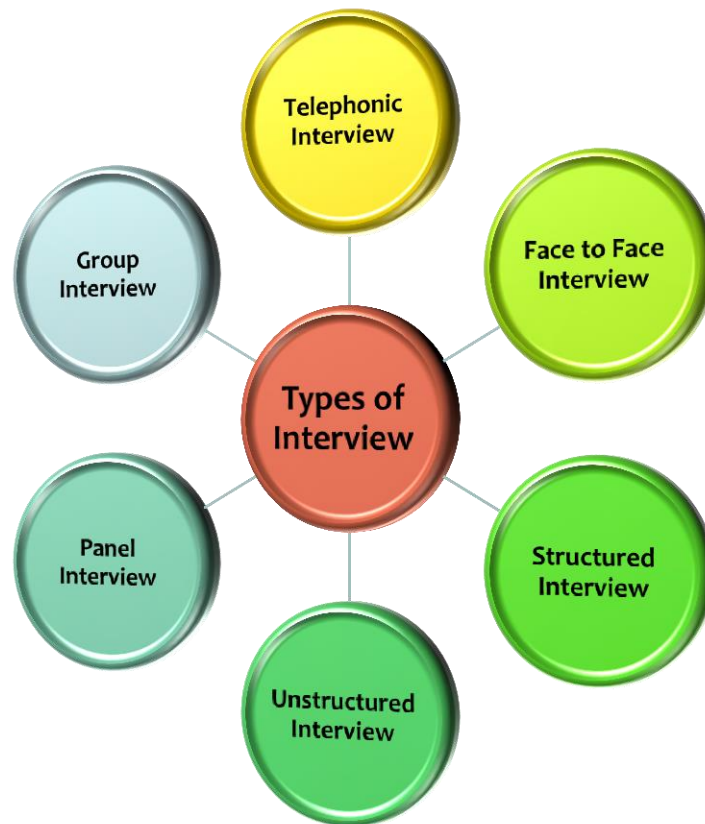 Telephonic
Interview
Group
Interview
Face to Face
Interview
Types of
Interview
Panel
Interview
Structured
Interview
Unstructured
Interview